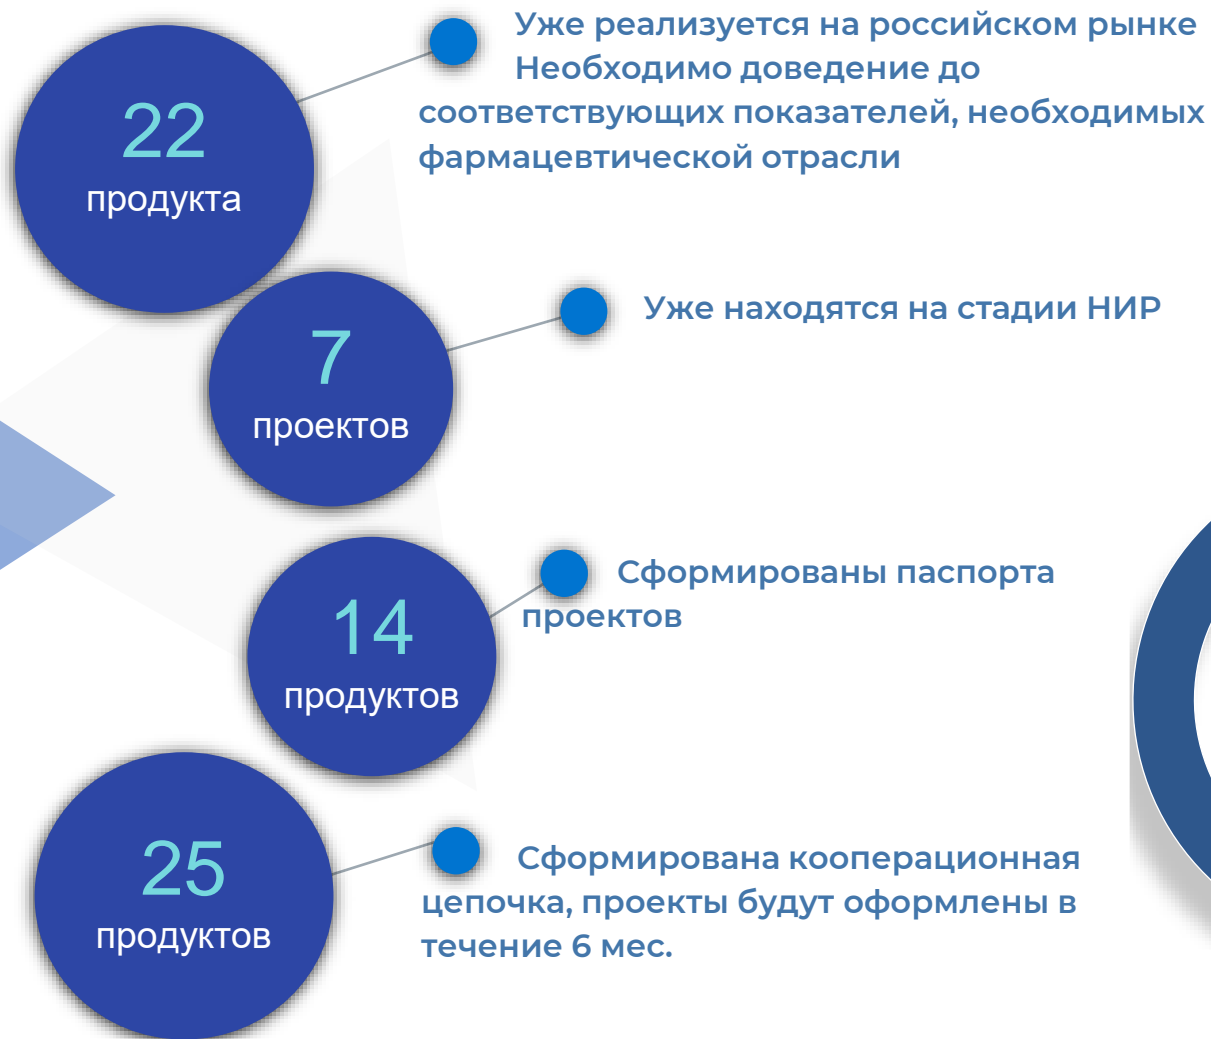 22
продукта
Уже реализуется на российском рынке
Необходимо доведение до
соответствующих показателей, необходимых
фармацевтической отрасли
7
проектов
Уже находятся на стадии НИР
14
продуктов
Сформированы паспорта
проектов
25
продуктов
Сформирована кооперационная
цепочка, проекты будут оформлены в
течение 6 мес.